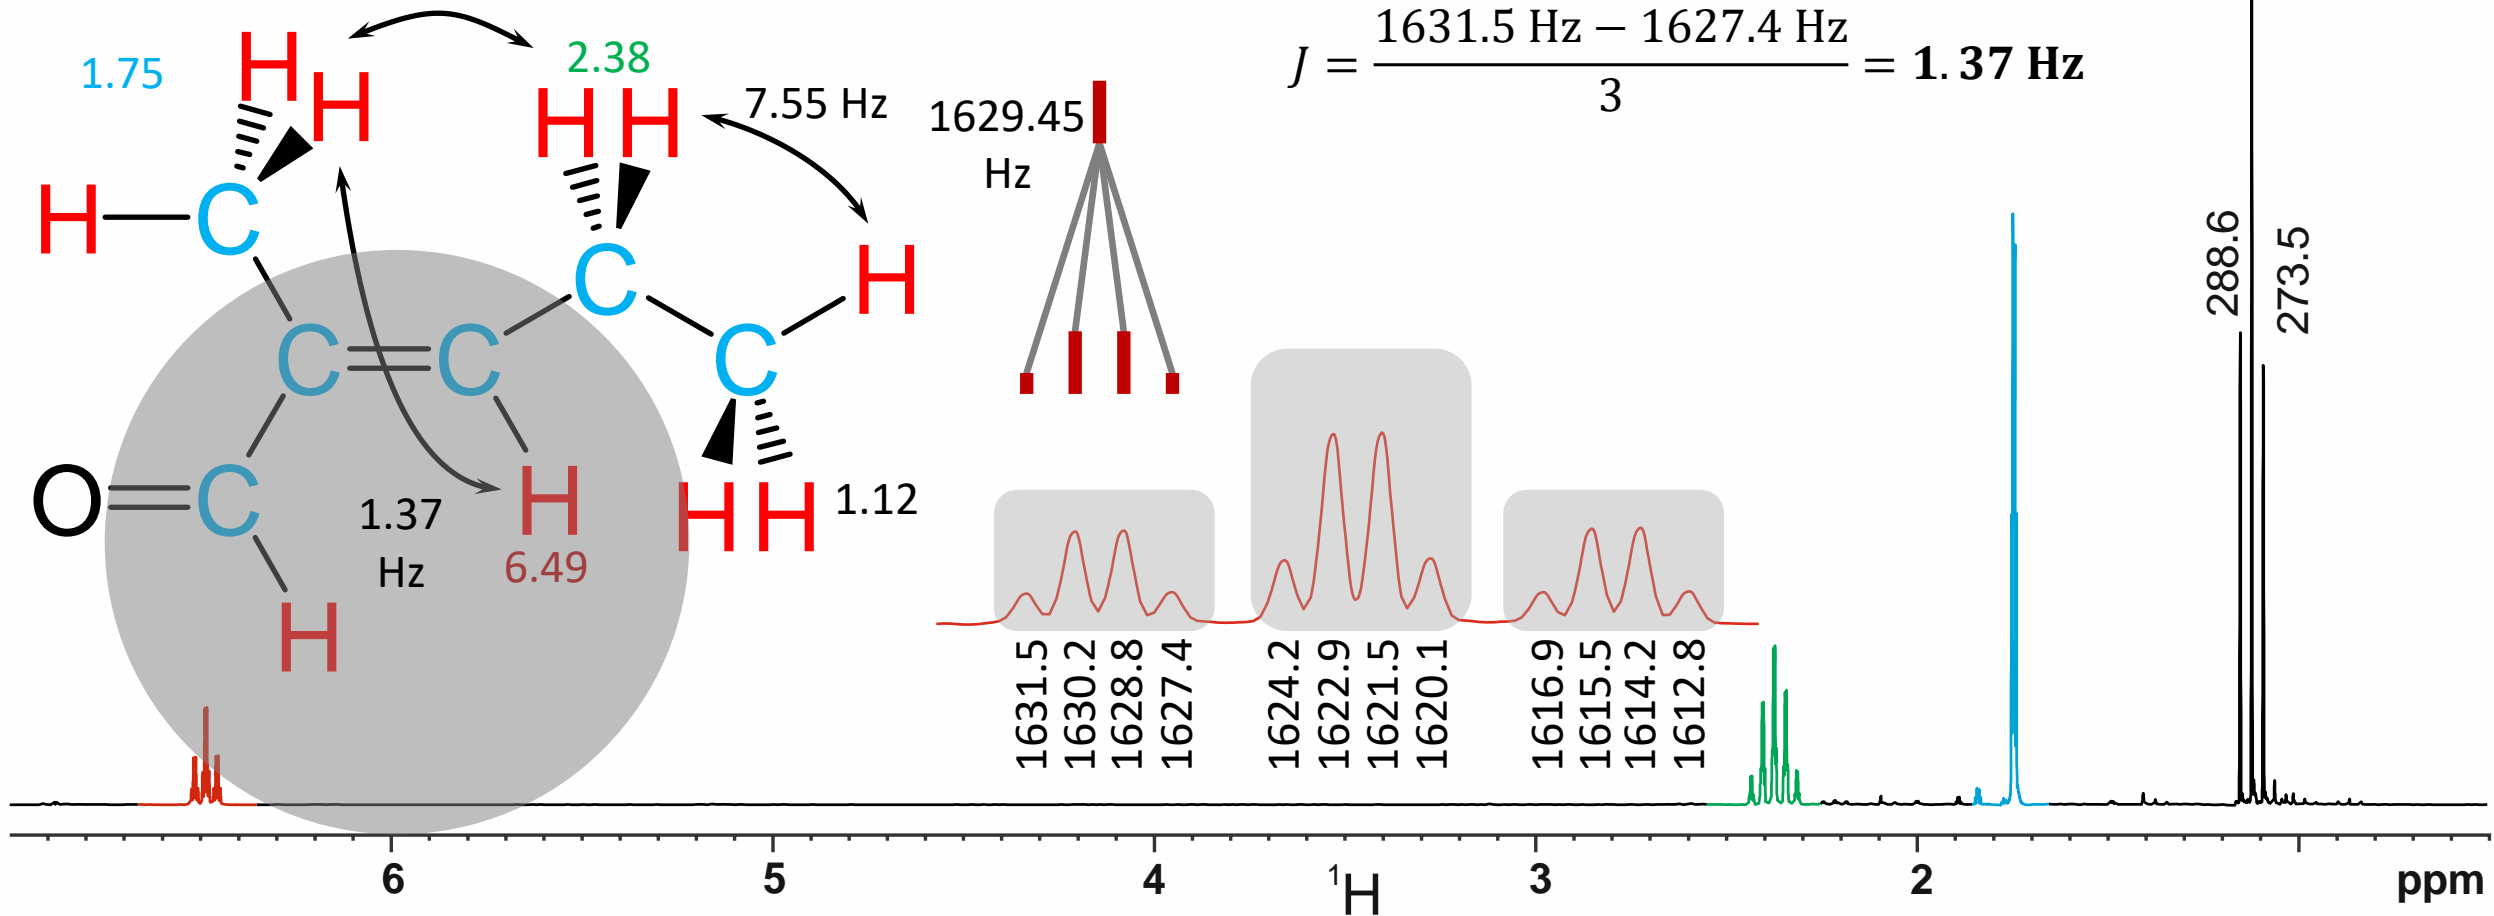 J = 1631.5 Hz − 1627.4 Hz / 3 = 1.37 Hz
1.75
H
H
2.38
H H
7.55 Hz
1629.45
Hz
H
C
C
H
288.6
273.5
C
C
C
O
C
1.37
Hz
H
6.49
H
H H
1.12
1631.5
1630.2
1628.8
1627.4
1624.2
1622.9
1621.5
1620.1
1616.9
1615.5
1614.2
1612.8
6
5
4
¹H
3
2
ppm